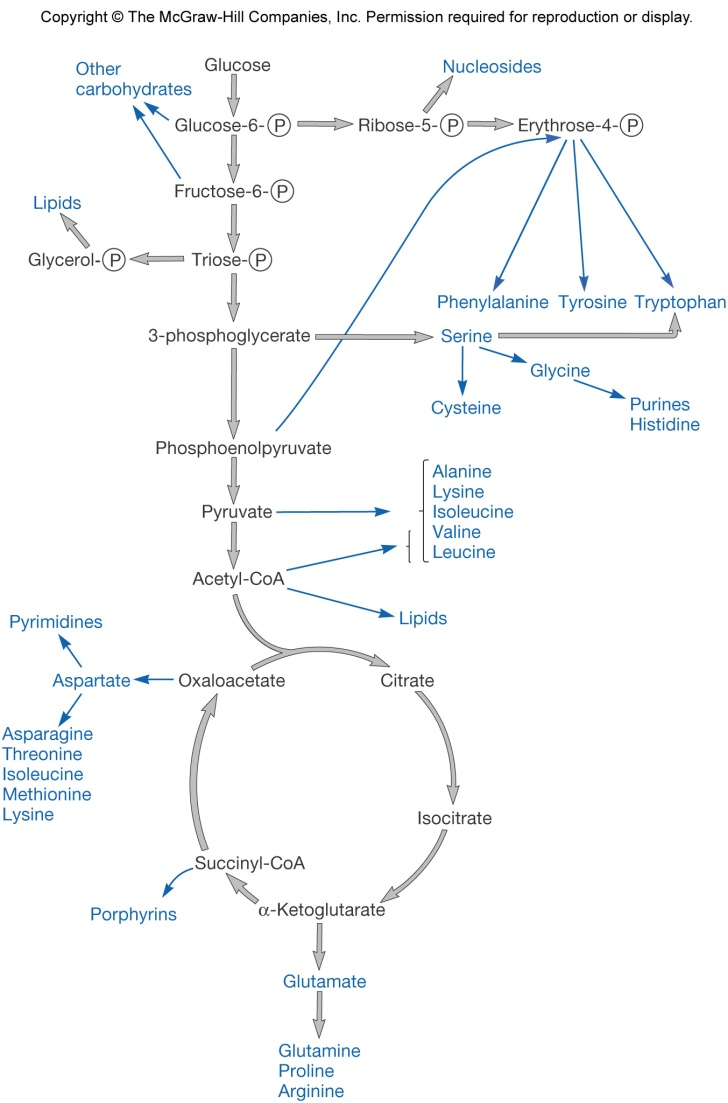 Copyright © The McGraw-Hill Companies, Inc. Permission required for reproduction or display.
Other
carbohydrates
Glucose
Nucleosides
Glucose-6-P
Ribose-5-P
Erythrose-4-P
Fructose-6-P
Lipids
Glycerol-P
Triose-P
Phenylalanine
Tyrosine
Tryptophan
3-phosphoglycerate
Serine
Glycine
Cysteine
Purines
Histidine
Phosphoenolpyruvate
Pyruvate
Alanine
Lysine
Isoleucine
Valine
Leucine
Acetyl-CoA
Lipids
Pyrimidines
Aspartate
Oxaloacetate
Citrate
Asparagine
Threonine
Isoleucine
Methionine
Lysine
Isocitrate
Succinyl-CoA
Porphyrins
α-Ketoglutarate
Glutamate
Glutamine
Proline
Arginine